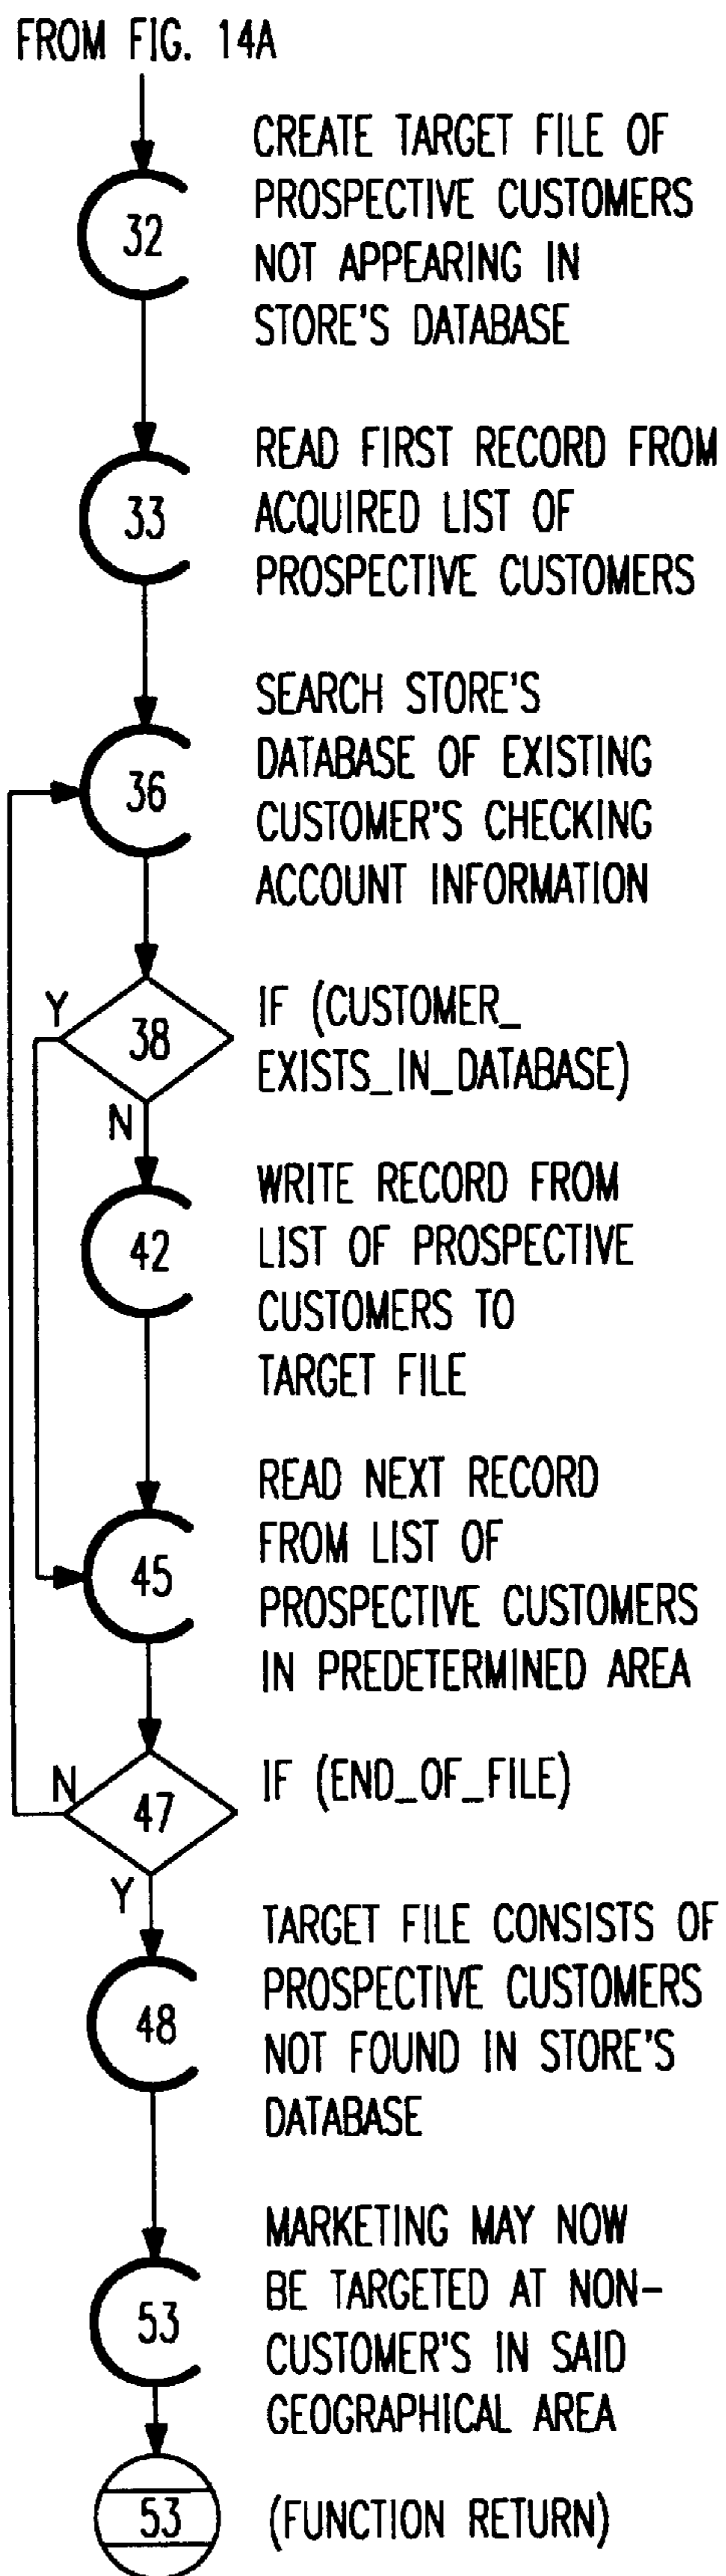 FROM FIG. 14A
CREATE TARGET FILE OF
PROSPECTIVE CUSTOMERS
32
NOT APPEARING IN
STORE'S DATABASE
READ FIRST RECORD FROM
33
ACQUIRED LIST OF
PROSPECTIVE CUSTOMERS
SEARCH STORE'S
DATABASE OF EXISTING
36
CUSTOMER'S CHECKING
ACCOUNT INFORMATION
Y
38
IF (CUSTOMER_
EXISTS_IN_DATABASE)
N
WRITE RECORD FROM
42
LIST OF PROSPECTIVE
CUSTOMERS TO
TARGET FILE
READ NEXT RECORD
FROM LIST OF
45
PROSPECTIVE CUSTOMERS
IN PREDETERMINED AREA
N
47
IF (END_OF_FILE)
Y
TARGET FILE CONSISTS OF
PROSPECTIVE CUSTOMERS
48
NOT FOUND IN STORE'S
DATABASE
MARKETING MAY NOW
BE TARGETED AT NON-
53
CUSTOMER'S IN SAID
GEOGRAPHICAL AREA
53
(FUNCTION RETURN)